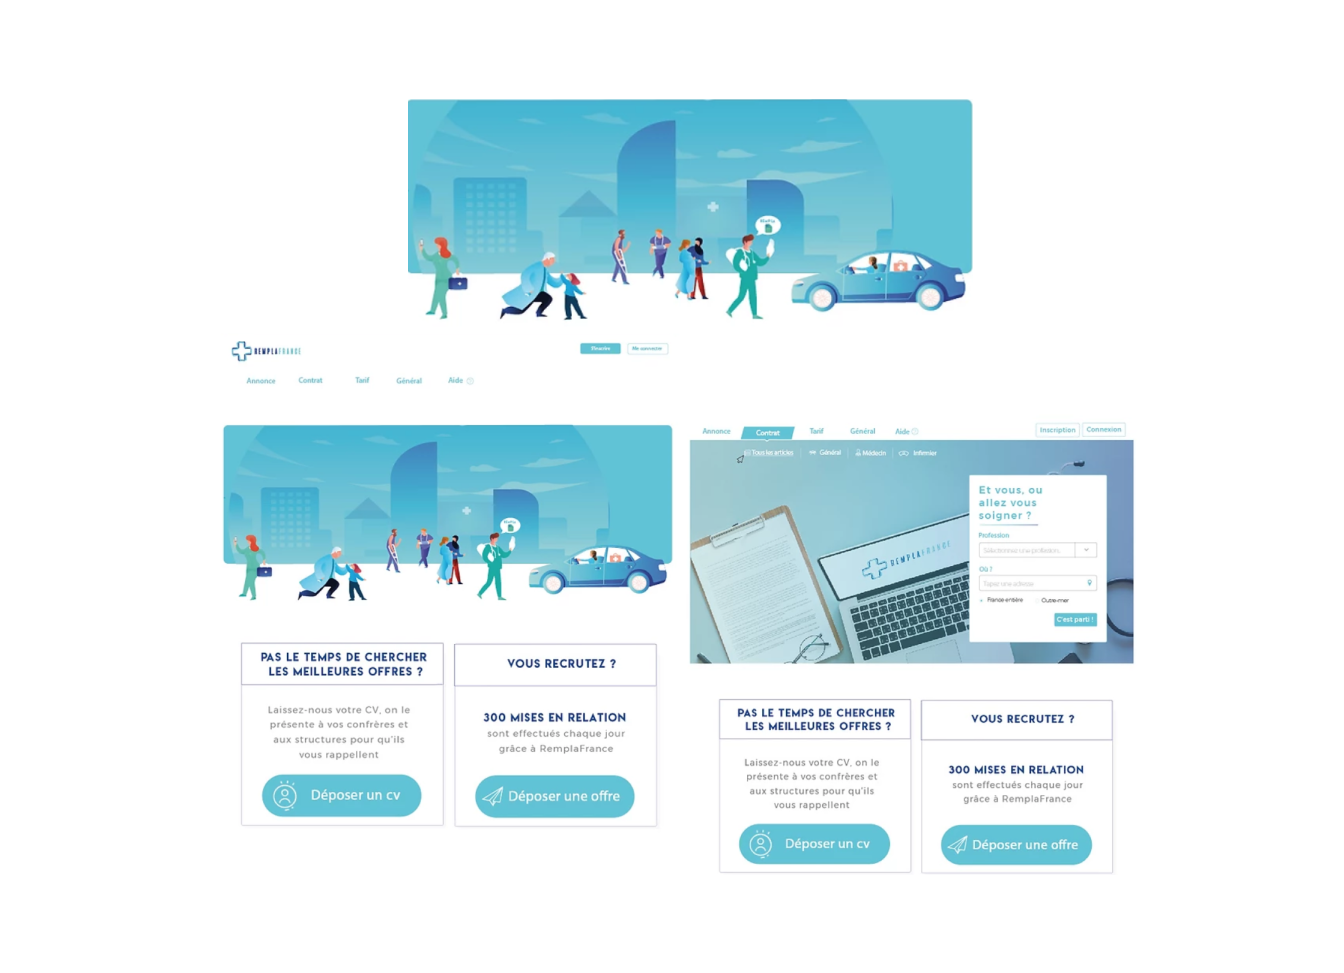 REMPLAFRANCE
S'inscrire
Me connecter
Annonce Contrat Tarif Général Aide
PAS LE TEMPS DE CHERCHER
LES MEILLEURES OFFRES ?
Laissez-nous votre CV, on le
présente à vos confrères et
aux structures pour qu'ils
vous rappellent
Déposer un cv
VOUS RECRUTEZ ?
300 MISES EN RELATION
sont effectués chaque jour
grâce à RemplaFrance
Déposer une offre
Annonce Contrat Tarif Général Aide Inscription Connexion
Tous les articles Général Médecin Infirmier
REMPLAFRANCE
Et vous, ou
allez vous
soigner ?
Profession
Sélectionnez une profession.
Où ?
Tapez une adresse
France entière Outre-mer
C'est parti !
PAS LE TEMPS DE CHERCHER
LES MEILLEURES OFFRES ?
Laissez-nous votre CV, on le
présente à vos confrères et
aux structures pour qu'ils
vous rappellent
Déposer un cv
VOUS RECRUTEZ ?
300 MISES EN RELATION
sont effectués chaque jour
grâce à RemplaFrance
Déposer une offre